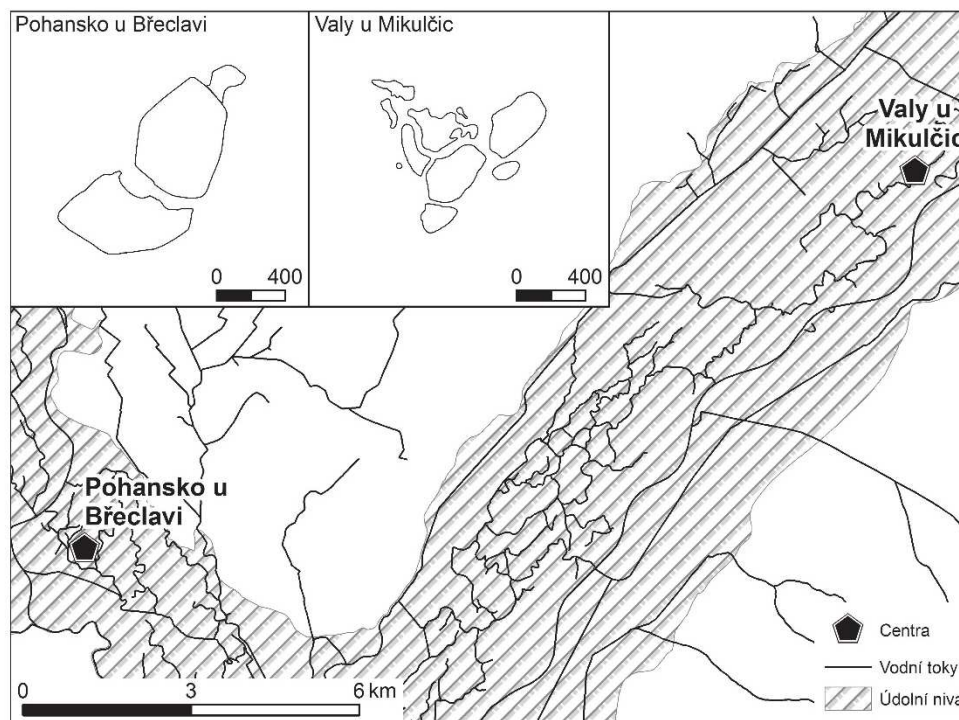 Pohansko u Břeclavi
Valy u Mikulčic
0 400
0 400
Valy u
Mikulčic
Pohansko u
Břeclavi
Centra
Vodní toky
Údolní niva
0 3 6 km